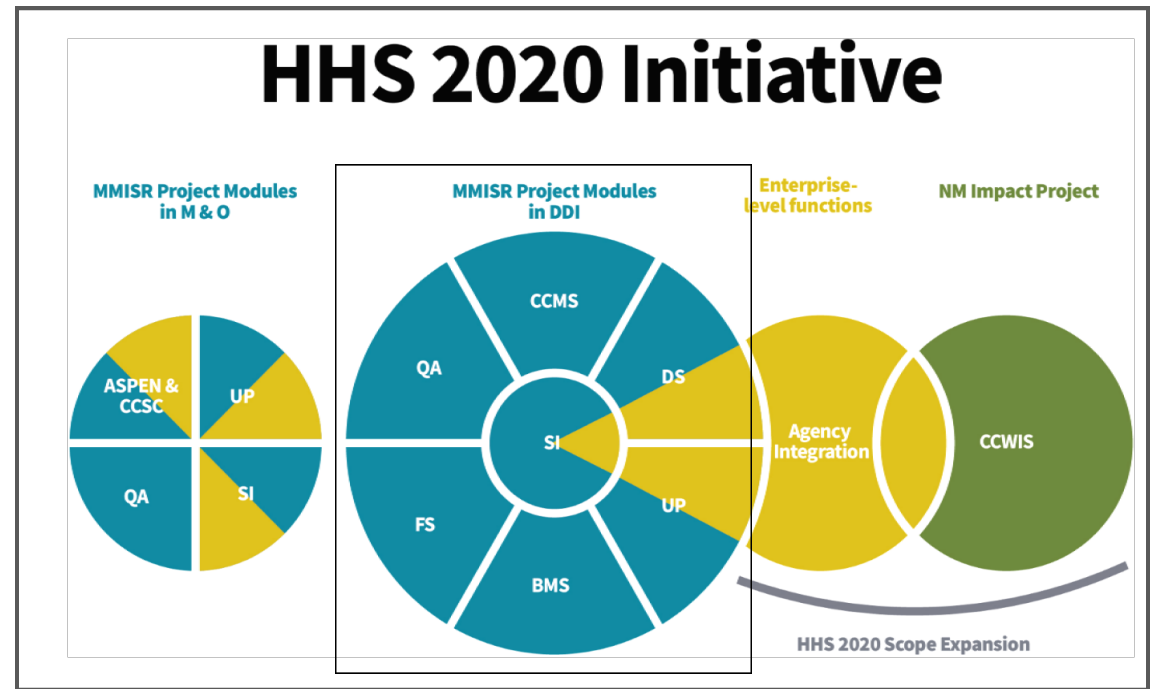 HHS 2020 Initiative
MMISR Project Modules
in M & O
MMISR Project Modules
in DDI
Enterprise-
level functions
NM Impact Project
ASPEN &
CCSC
UP
QA
SI
CCMS
QA
DS
SI
FS
UP
BMS
Agency
Integration
CCWIS
HHS 2020 Scope Expansion